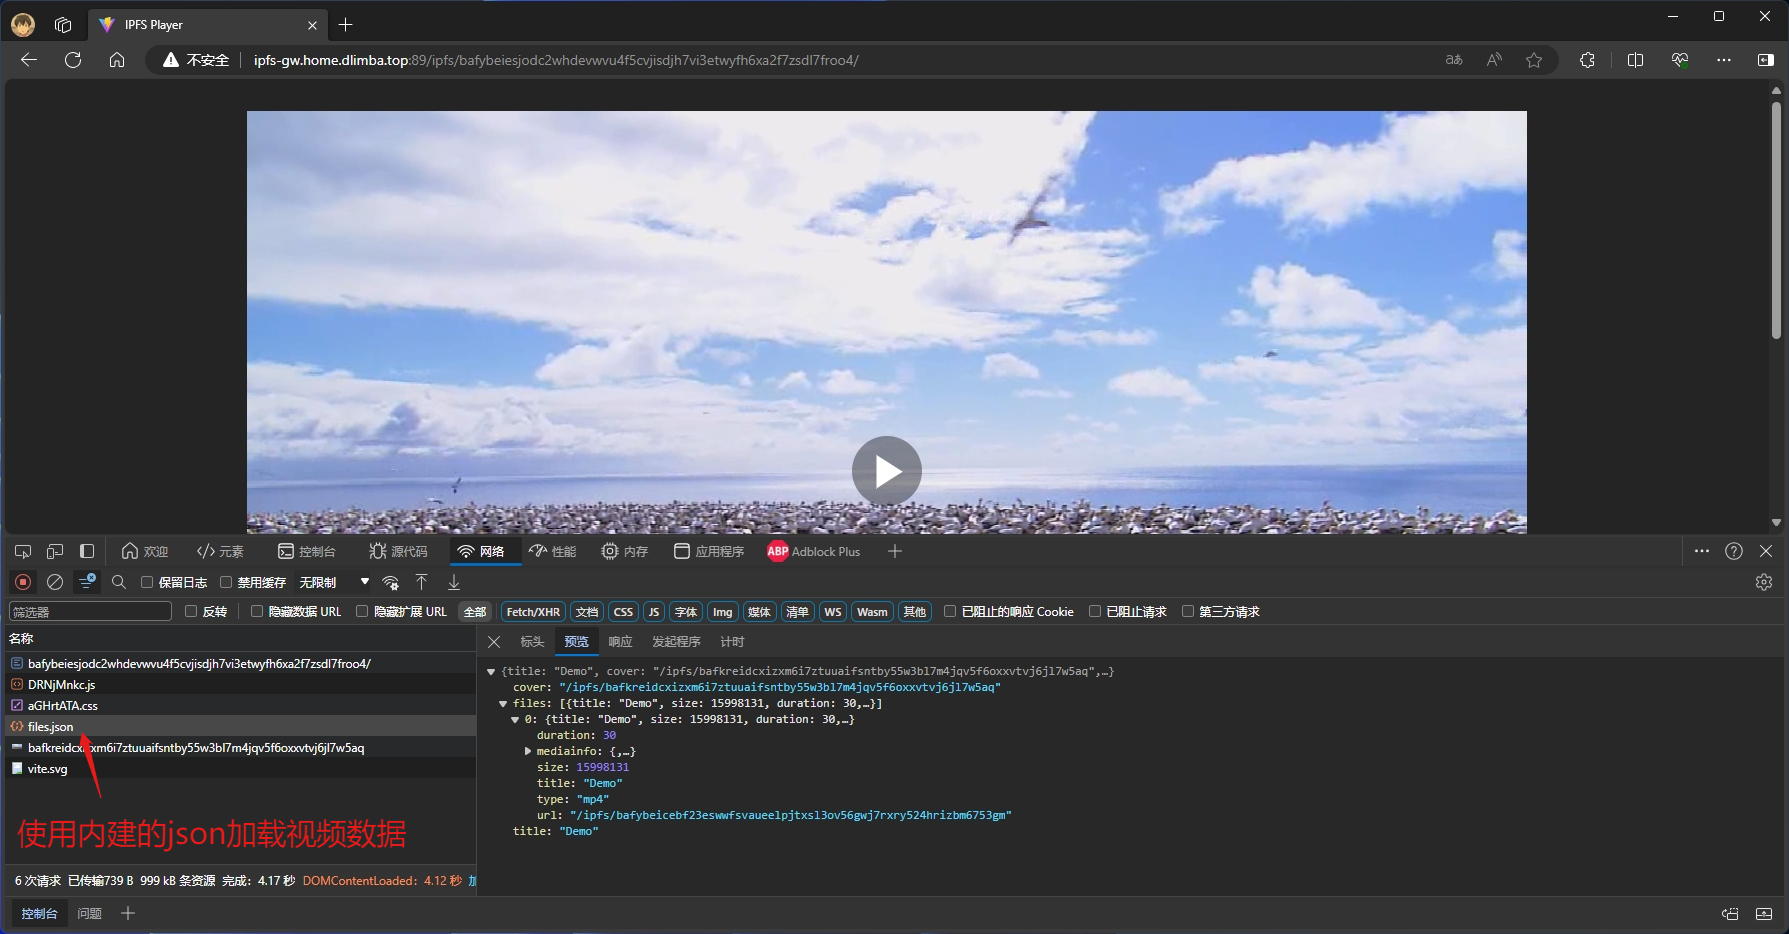 IPFS Player
不安全
ipfs-gw.home.dlimba.top:89/ipfs/bafybeiesjodc2whdevwvu4f5cvjisdjh7vi3etwyfh6xa2f7zsdl7froo4/
欢迎 元素 控制台 源代码 网络 性能 内存 应用程序 ABP Adblock Plus
保留日志 禁用缓存 无限制
筛选器 反转 隐藏数据 URL 隐藏扩展 URL 全部 Fetch/XHR 文档 CSS JS 字体 Img 媒体 清单 WS Wasm 其他 已阻止的响应 Cookie 已阻止请求 第三方请求
名称
bafybeiesjodc2whdevwvu4f5cvjisdjh7vi3etwyfh6xa2f7zsdl7froo4/
DRNjMnkc.js
aGHrtATA.css
files.json
bafkreidcxizxm6i7ztuuaifsntby55w3bl7m4jqv5f6oxxvtvj6jl7w5aq
vite.svg
使用内建的json加载视频数据
6 次请求 已传输739 B 999 kB 条资源 完成: 4.17 秒 DOMContentLoaded: 4.12 秒
标头 预览 响应 发起程序 计时
{title: "Demo", cover: "/ipfs/bafkreidcxizxm6i7ztuuaifsntby55w3bl7m4jqv5f6oxxvtvj6jl7w5aq",…}
cover: "/ipfs/bafkreidcxizxm6i7ztuuaifsntby55w3bl7m4jqv5f6oxxvtvj6jl7w5aq"
files: [{title: "Demo", size: 15998131, duration: 30,…}]
0: {title: "Demo", size: 15998131, duration: 30,…}
duration: 30
mediainfo: {,…}
size: 15998131
title: "Demo"
type: "mp4"
url: "/ipfs/bafybeicebf23eswwfsvaueelpjtxsl3ov56gwj7rxry524hrizbm6753gm"
title: "Demo"
控制台 问题